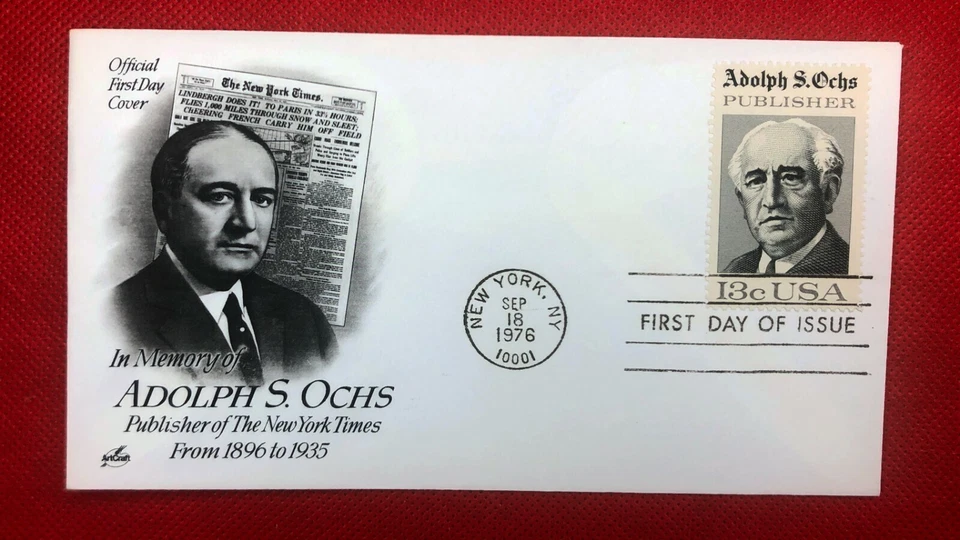 Official
First Day
Cover
The New York Times.
LINDBERGH DOES IT! TO PARIS IN 33½ HOURS;
FLIES 1,000 MILES THROUGH SNOW AND SLEET;
CHEERING FRENCH CARRY HIM OFF FIELD
In Memory of
ADOLPH S. OCHS
Publisher of The New York Times
From 1896 to 1935
ArtCraft
NEW YORK, NY
SEP
18
1976
10001
Adolph S. Ochs
PUBLISHER
13c USA
FIRST DAY OF ISSUE